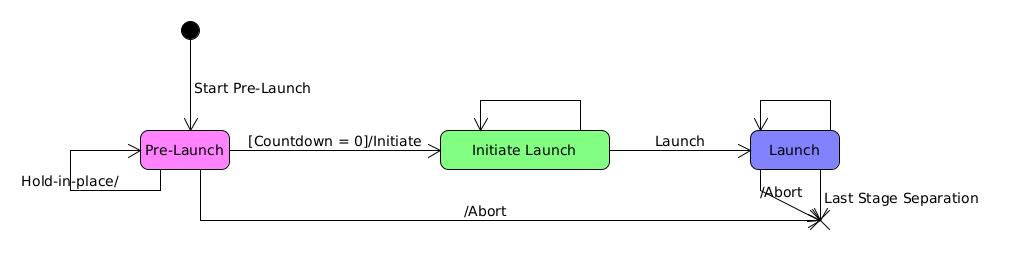 Start Pre-Launch
Pre-Launch
[Countdown = 0]/Initiate
Initiate Launch
Launch
Launch
Hold-in-place/
/Abort
Last Stage Separation
/Abort